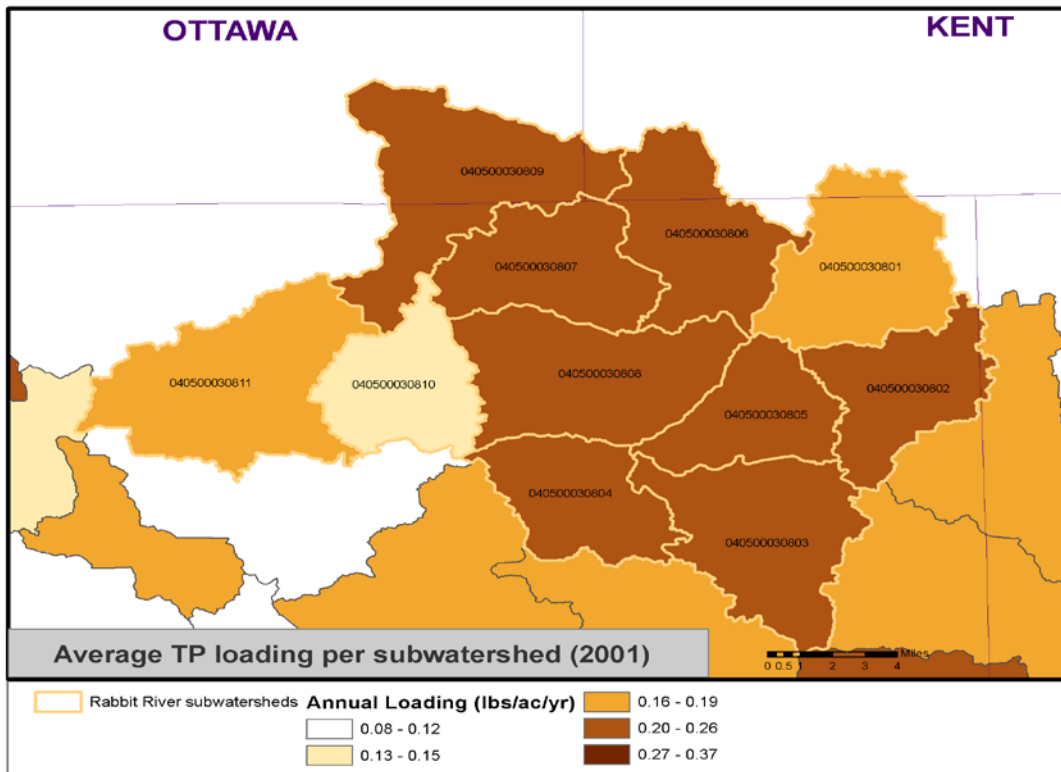 OTTAWA KENT
040500030809
040500030806
040500030807
040500030801
040500030811
040500030810
040500030808
040500030802
040500030805
040500030804
040500030803
Average TP loading per subwatershed (2001)
Miles
0 0.5 1 2 3 4
Rabbit River subwatersheds
Annual Loading (lbs/ac/yr)
0.08 - 0.12
0.13 - 0.15
0.16 - 0.19
0.20 - 0.26
0.27 - 0.37